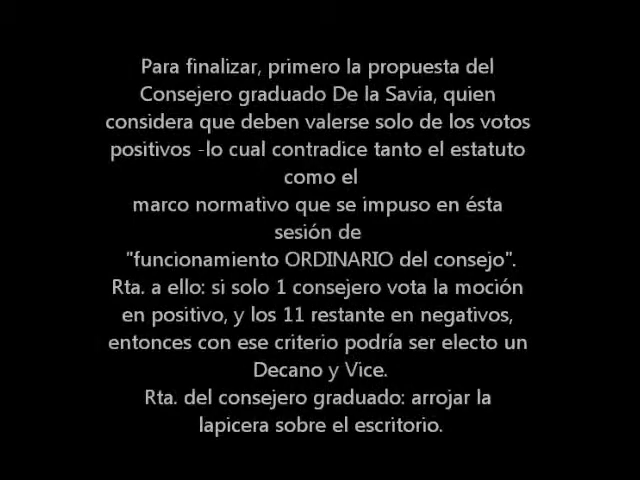 Para finalizar, primero la propuesta del
Consejero graduado De la Savia, quien
considera que deben valerse solo de los votos
positivos -lo cual contradice tanto el estatuto
como el
marco normativo que se impuso en ésta
sesión de
"funcionamiento ORDINARIO del consejo".
Rta. a ello: si solo 1 consejero vota la moción
en positivo, y los 11 restante en negativos,
entonces con ese criterio podría ser electo un
Decano y Vice.
Rta. del consejero graduado: arrojar la
lapicera sobre el escritorio.